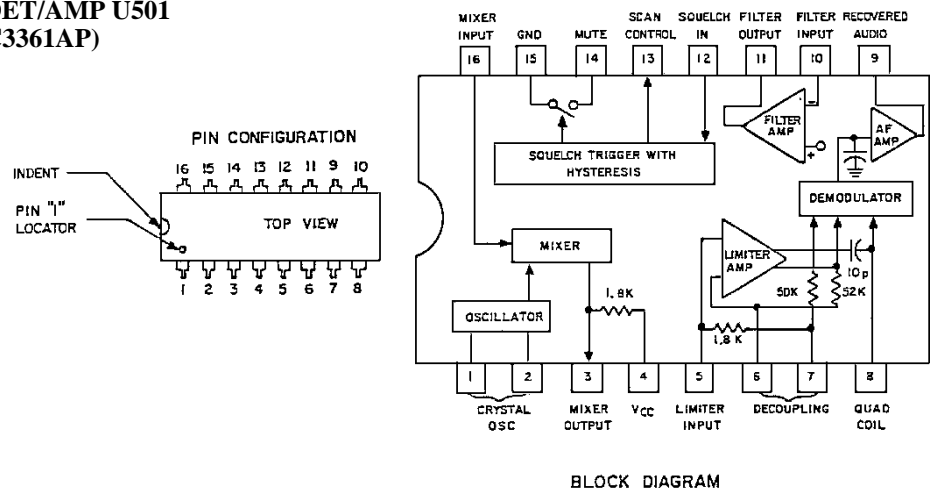 DET/AMP U501
C3361AP)
PIN CONFIGURATION
16 15 14 13 12 11 9 10
INDENT
PIN "1"
LOCATOR
TOP VIEW
1 2 3 4 5 6 7 8
MIXER
INPUT
GND
MUTE
SCAN
CONTROL
SQUELCH
IN
FILTER
OUTPUT
FILTER
INPUT
RECOVERED
AUDIO
16 15 14 13 12 11 10 9
FILTER
AMP
- +
AF
AMP
SQUELCH TRIGGER WITH
HYSTERESIS
DEMODULATOR
MIXER
LIMITER
AMP
10p
50K
52K
1.8K
OSCILLATOR
1.8 K
1 2 3 4 5 6 7 8
CRYSTAL
OSC
MIXER
OUTPUT
VCC
LIMITER
INPUT
DECOUPLING
QUAD
COIL
BLOCK DIAGRAM